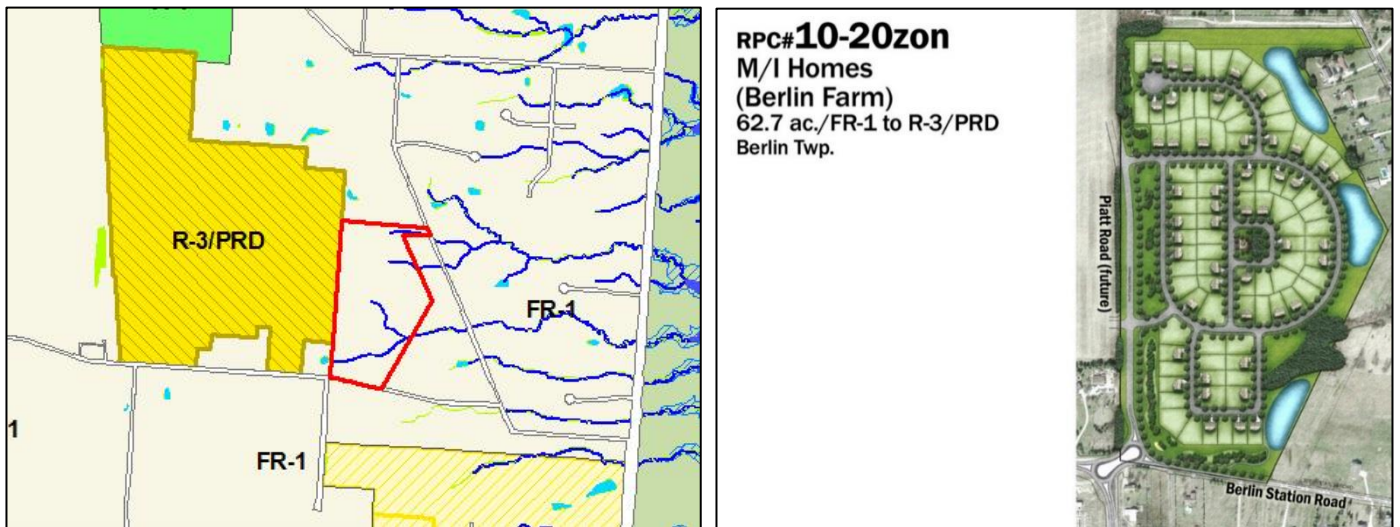 R-3/PRD
FR-1
1
FR-1
RPC#10-20zon
M/I Homes
(Berlin Farm)
62.7 ac./FR-1 to R-3/PRD
Berlin Twp.
Piatt Road (future)
Berlin Station Road